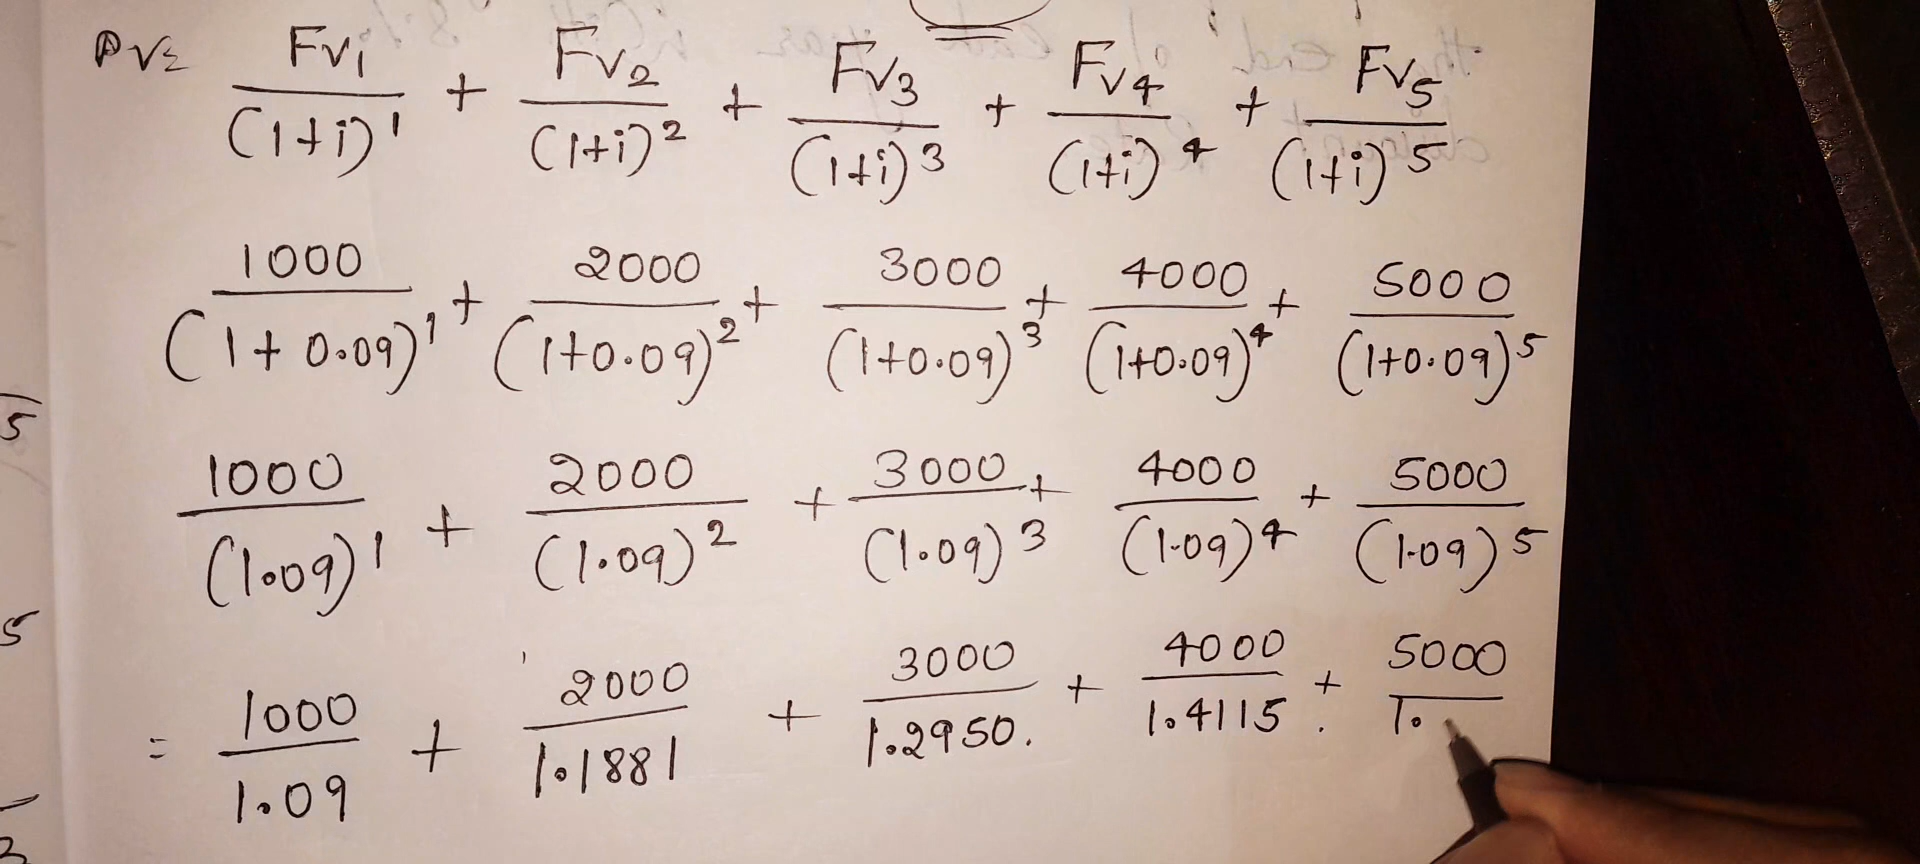 PV= FV1/(1+i)^1 + FV2/(1+i)^2 + FV3/(1+i)^3 + FV4/(1+i)^4 + FV5/(1+i)^5
1000/(1+0.09)^1 + 2000/(1+0.09)^2 + 3000/(1+0.09)^3 + 4000/(1+0.09)^4 + 5000/(1+0.09)^5
1000/(1.09)^1 + 2000/(1.09)^2 + 3000/(1.09)^3 + 4000/(1.09)^4 + 5000/(1.09)^5
= 1000/1.09 + 2000/1.1881 + 3000/1.2950. + 4000/1.4115. + 5000/1.
5
5